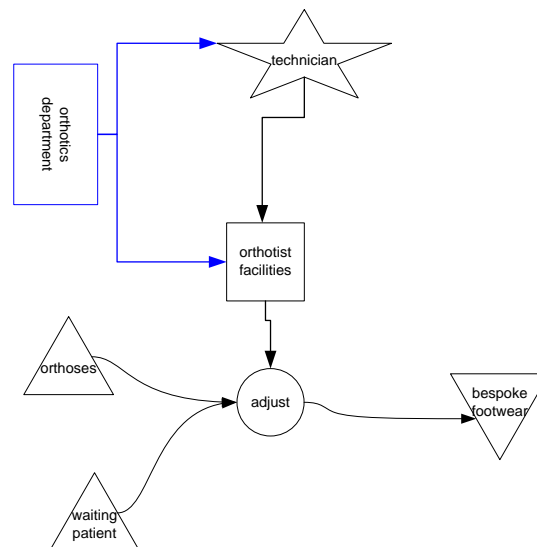 technician
orthotics
department
orthotist
facilities
orthoses
adjust
bespoke
footwear
waiting
patient